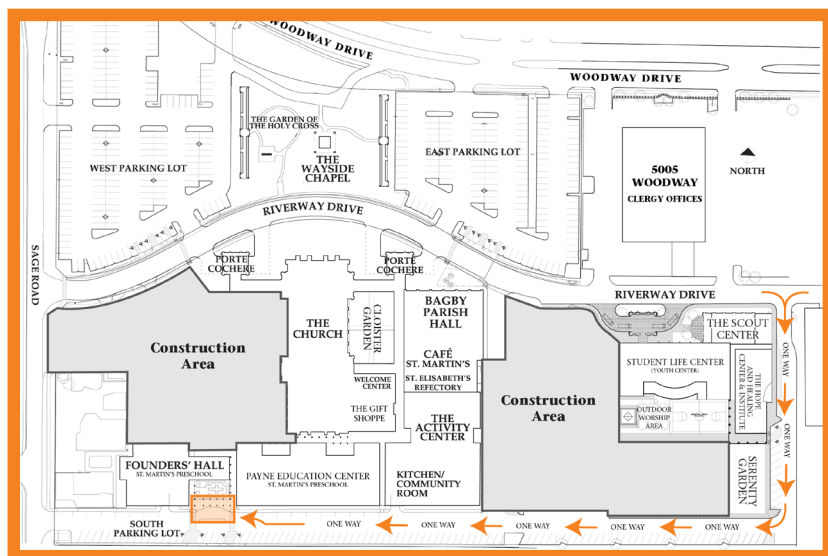 WOODWAY DRIVE
WOODWAY DRIVE
THE GARDEN OF
THE HOLY CROSS
WEST PARKING LOT
THE
WAYSIDE
CHAPEL
EAST PARKING LOT
5005
WOODWAY
CLERGY OFFICES
NORTH
RIVERWAY DRIVE
SAGE ROAD
PORTE
COCHERE
PORTE
COCHERE
RIVERWAY DRIVE
Construction
Area
THE
CHURCH
CLOISTER
GARDEN
BAGBY
PARISH
HALL
CAFÉ
ST. MARTIN'S
ST. ELISABETH'S
REFECTORY
WELCOME
CENTER
THE GIFT
SHOPPE
THE
ACTIVITY
CENTER
KITCHEN/
COMMUNITY
ROOM
Construction
Area
THE SCOUT
CENTER
STUDENT LIFE CENTER
(YOUTH CENTER)
THE HOPE
AND HEALING
CENTER & INSTITUTE
OUTDOOR
WORSHIP
AREA
ONE WAY
ONE WAY
SERENITY
GARDEN
FOUNDERS' HALL
ST. MARTIN'S PRESCHOOL
PAYNE EDUCATION CENTER
ST. MARTIN'S PRESCHOOL
SOUTH
PARKING LOT
ONE WAY
ONE WAY
ONE WAY
ONE WAY
ONE WAY